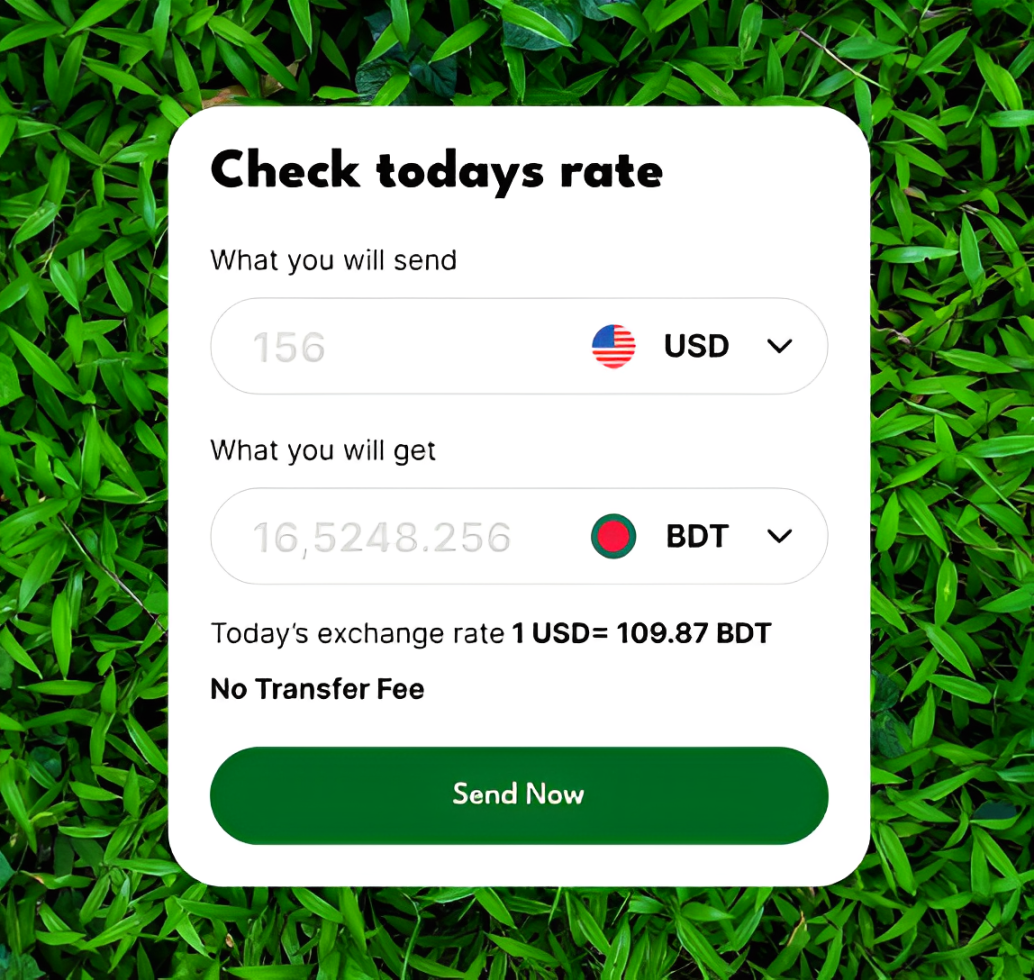 Check todays rate
What you will send
156 USD
What you will get
16,5248.256 BDT
Today's exchange rate 1 USD= 109.87 BDT
No Transfer Fee
Send Now